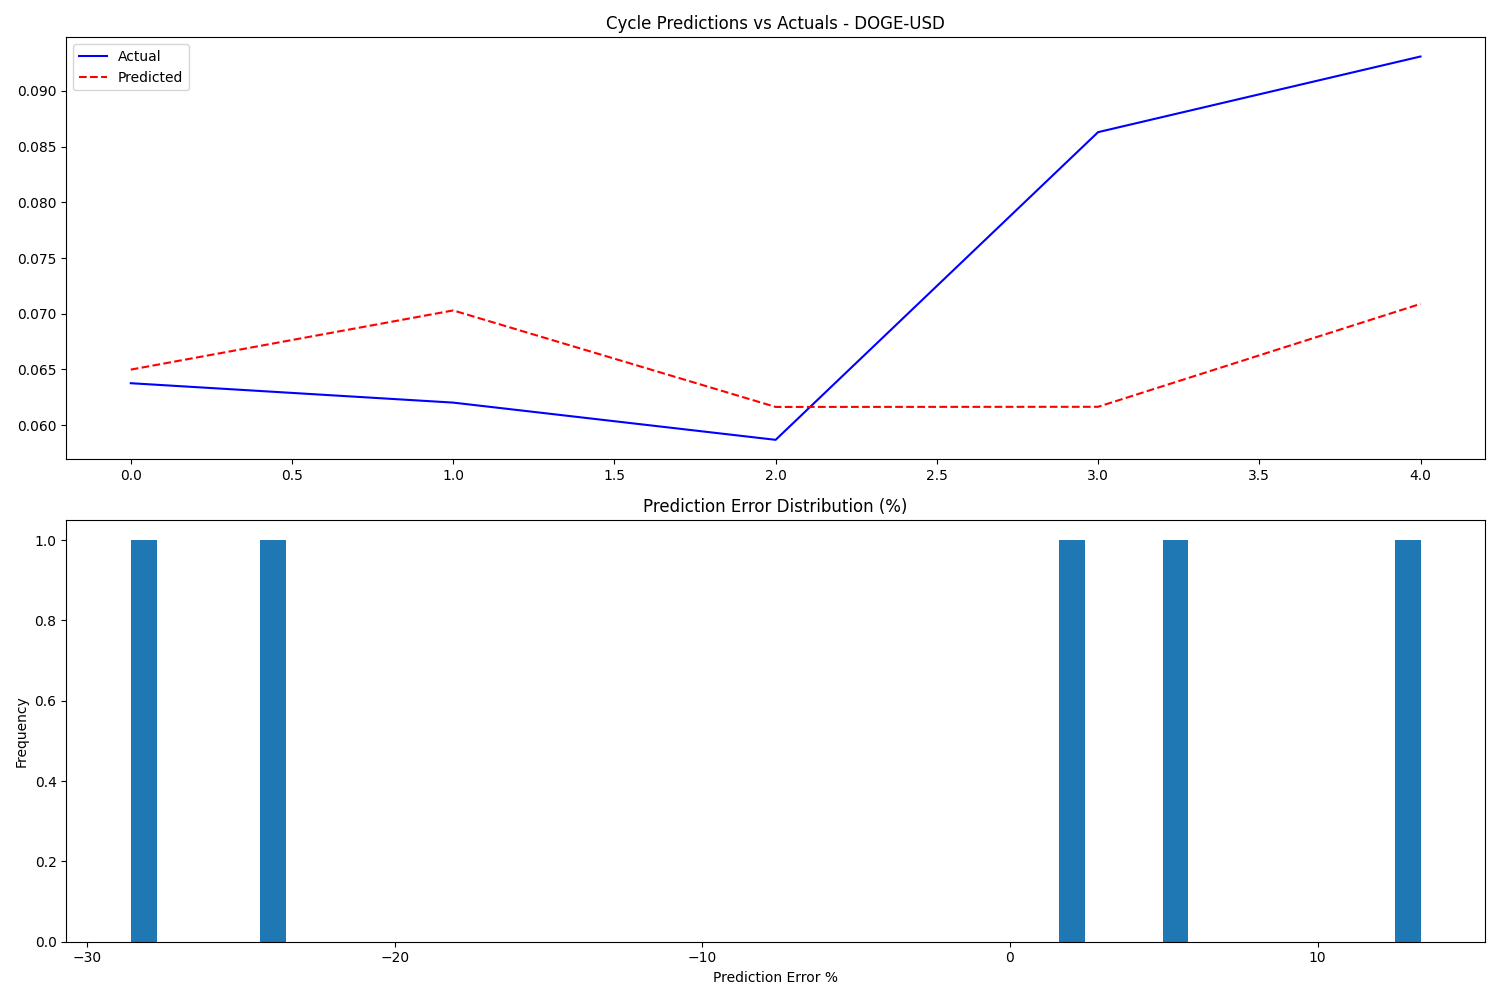 Cycle Predictions vs Actuals - DOGE-USD
Actual
Predicted
0.090
0.085
0.080
0.075
0.070
0.065
0.060
0.0 0.5 1.0 1.5 2.0 2.5 3.0 3.5 4.0
Prediction Error Distribution (%)
1.0
0.8
0.6
0.4
0.2
0.0
Frequency
−30 −20 −10 0 10
Prediction Error %